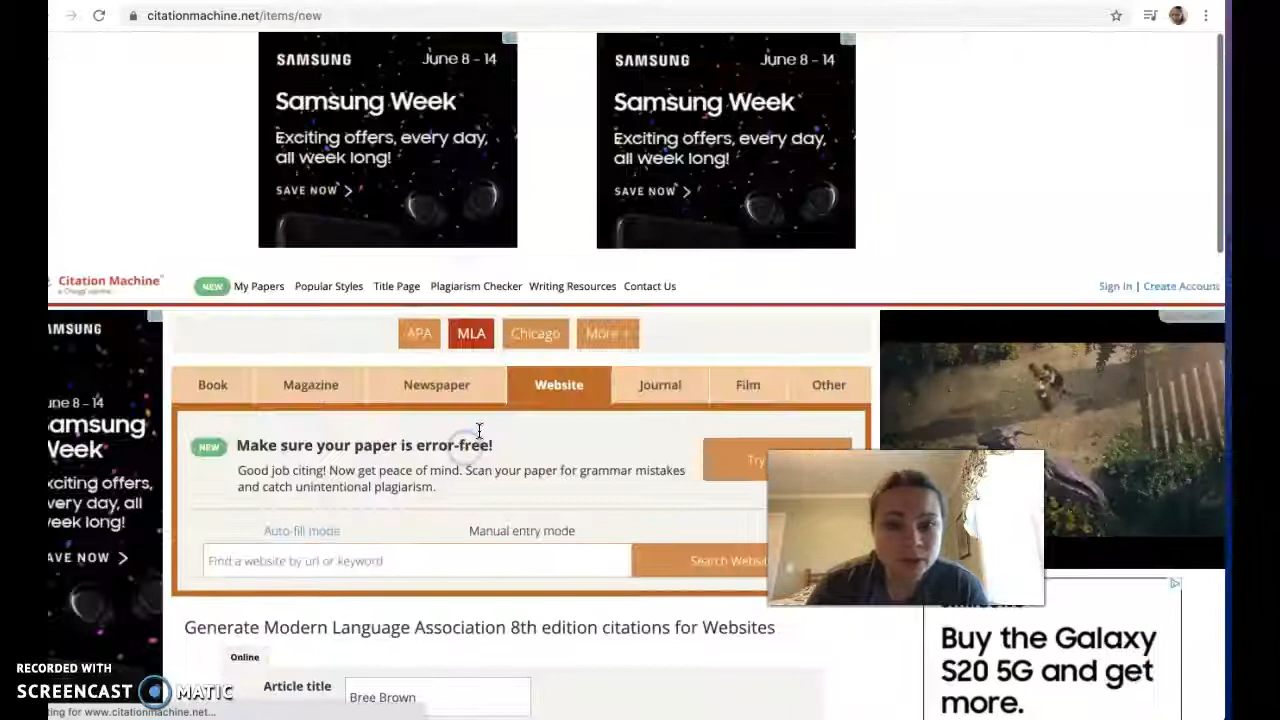 citationmachine.net/items/new
SAMSUNG June 8 - 14
Samsung Week
Exciting offers, every day,
all week long!
SAVE NOW >
SAMSUNG June 8 - 14
Samsung Week
Exciting offers, every day,
all week long!
SAVE NOW >
Citation Machine
NEW My Papers Popular Styles Title Page Plagiarism Checker Writing Resources Contact Us
Sign In | Create Account
APA MLA Chicago More +
Book Magazine Newspaper Website Journal Film Other
NEW Make sure your paper is error-free!
Good job citing! Now get peace of mind. Scan your paper for grammar mistakes
and catch unintentional plagiarism.
Try
Auto-fill mode Manual entry mode
Find a website by url or keyword
Search Websit
AMSUNG
une 8 - 14
amsung
Week
xciting offers,
very day, all
week long!
AVE NOW >
Generate Modern Language Association 8th edition citations for Websites
Online
Article title Bree Brown
Buy the Galaxy
S20 5G and get
more.
RECORDED WITH
SCREENCAST MATIC
ting for www.citationmachine.net...